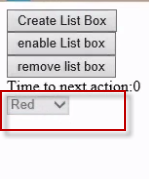 Create List Box
enable List box
remove list box
Time to next action:0
Red